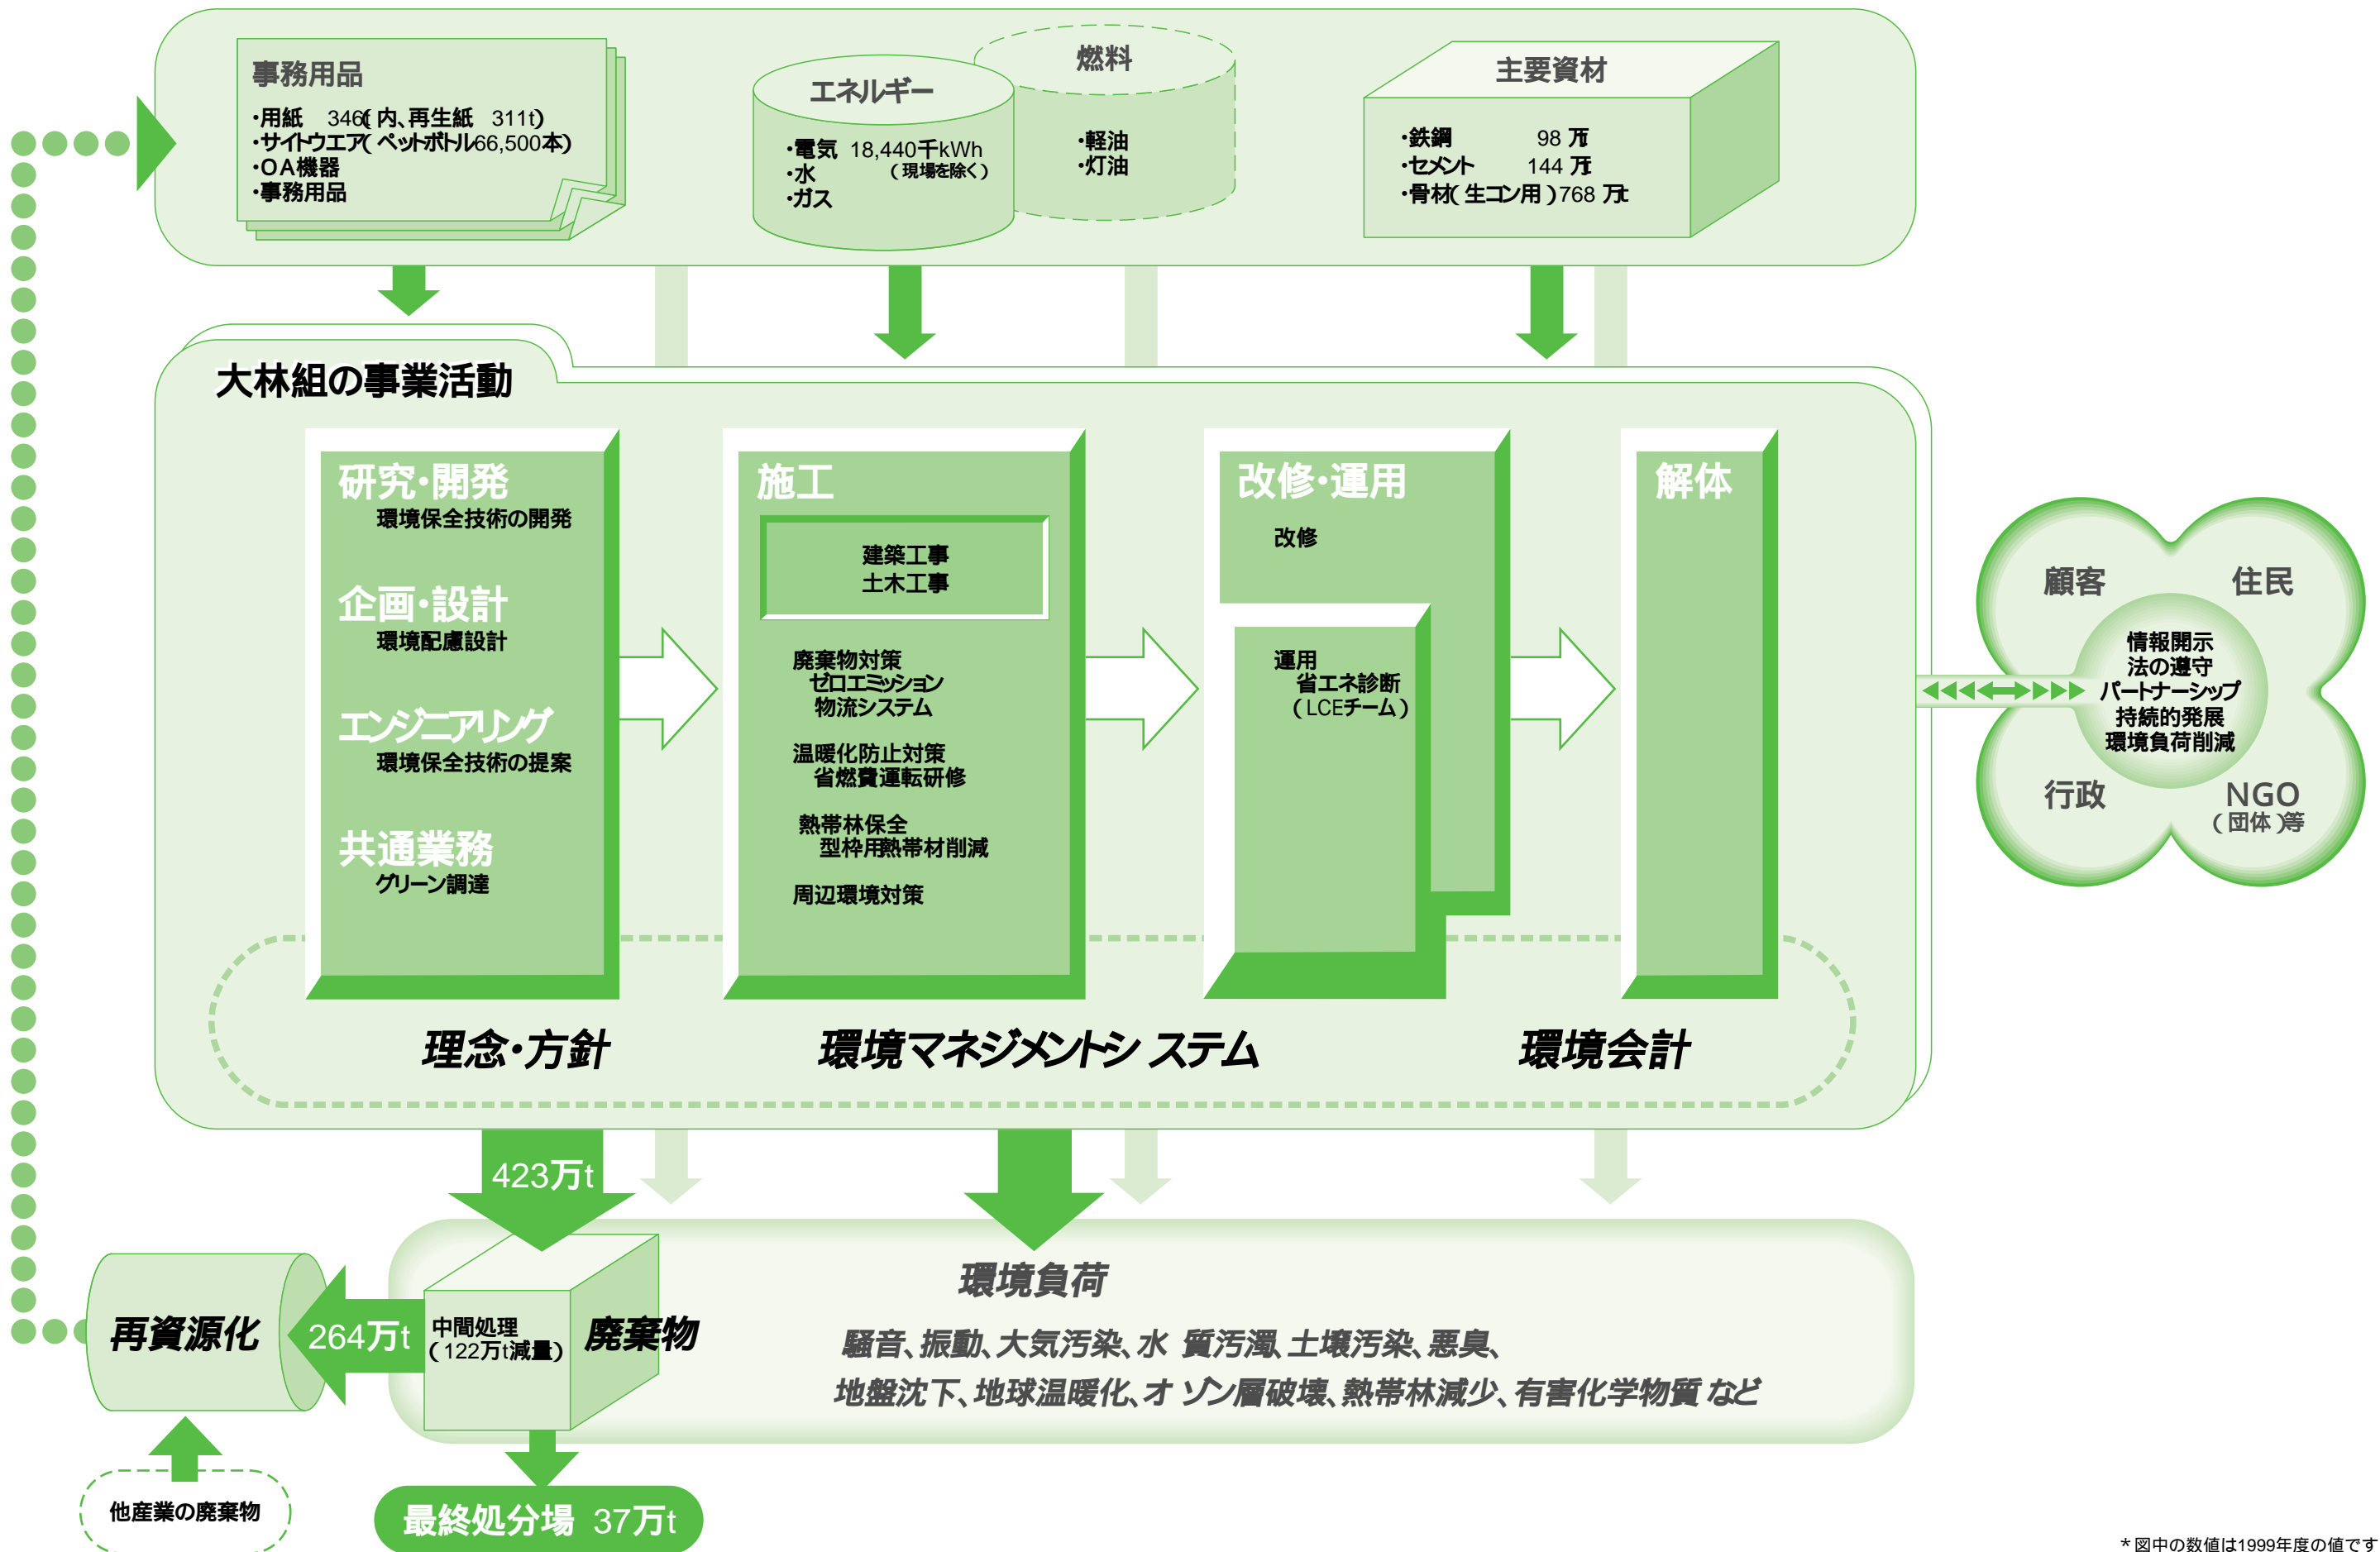 事務用品
・用紙 346t(内、再生紙 311t)
・サイトウエア(ペットボトル66,500本)
・OA機器
・事務用品
エネルギー
・電気 18,440千kWh
・水 (現場を除く)
・ガス
燃料
・軽油
・灯油
主要資材
・鉄鋼 98万t
・セメント 144万t
・骨材(生コン用)768万t
大林組の事業活動
研究・開発
環境保全技術の開発
企画・設計
環境配慮設計
エンジニアリング
環境保全技術の提案
共通業務
グリーン調達
施工
建築工事
土木工事
廃棄物対策
ゼロエミッション
物流システム
温暖化防止対策
省燃費運転研修
熱帯林保全
型枠用熱帯材削減
周辺環境対策
改修・運用
改修
運用
省エネ診断
(LCEチーム)
解体
顧客
住民
情報開示
法の遵守
パートナーシップ
持続的発展
環境負荷削減
行政
NGO
(団体)等
理念・方針
環境マネジメントシステム
環境会計
423万t
再資源化
264万t
中間処理
(122万t減量)
廃棄物
環境負荷
騒音、振動、大気汚染、水質汚濁、土壌汚染、悪臭、
地盤沈下、地球温暖化、オゾン層破壊、熱帯林減少、有害化学物質 など
他産業の廃棄物
最終処分場 37万t
*図中の数値は1999年度の値です